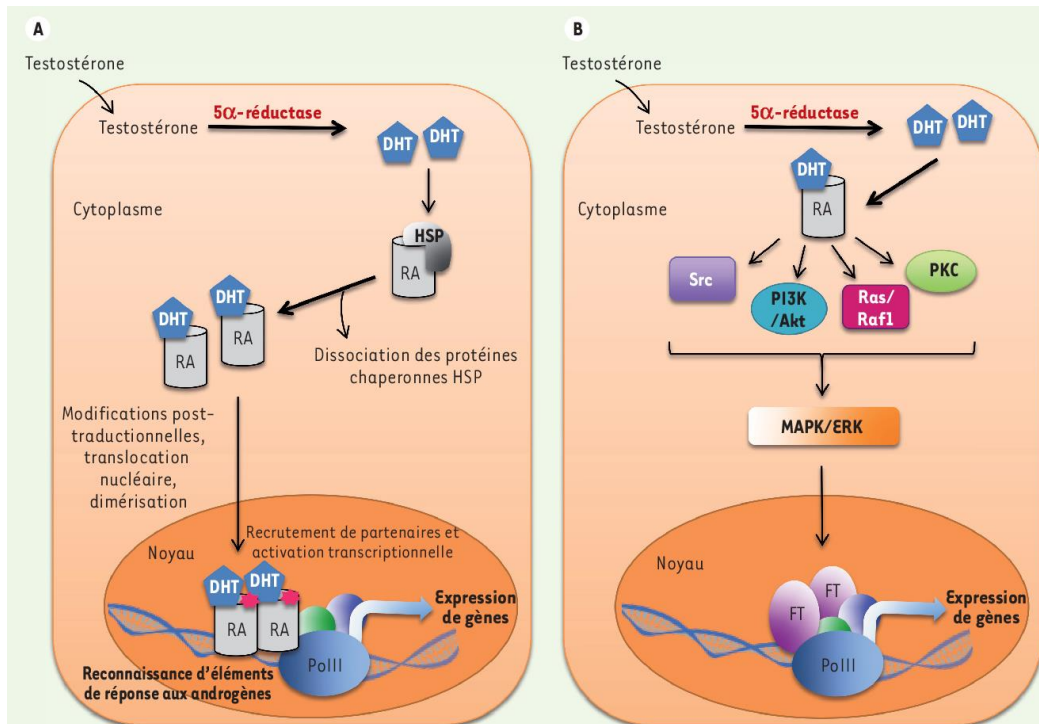 A
Testostérone
Testostérone
5α-réductase
DHT
DHT
Cytoplasme
HSP
RA
DHT
RA
DHT
RA
Dissociation des protéines
chaperonnes HSP
Modifications post-
traductionnelles,
translocation
nucléaire,
dimérisation
Noyau
Recrutement de partenaires et
activation transcriptionnelle
DHT
DHT
RA
RA
PolII
Expression
de gènes
Reconnaissance d’éléments
de réponse aux androgènes
B
Testostérone
Testostérone
5α-réductase
DHT
DHT
DHT
RA
Cytoplasme
Src
PI3K
/Akt
Ras/
Raf1
PKC
MAPK/ERK
Noyau
FT
FT
PolII
Expression
de gènes